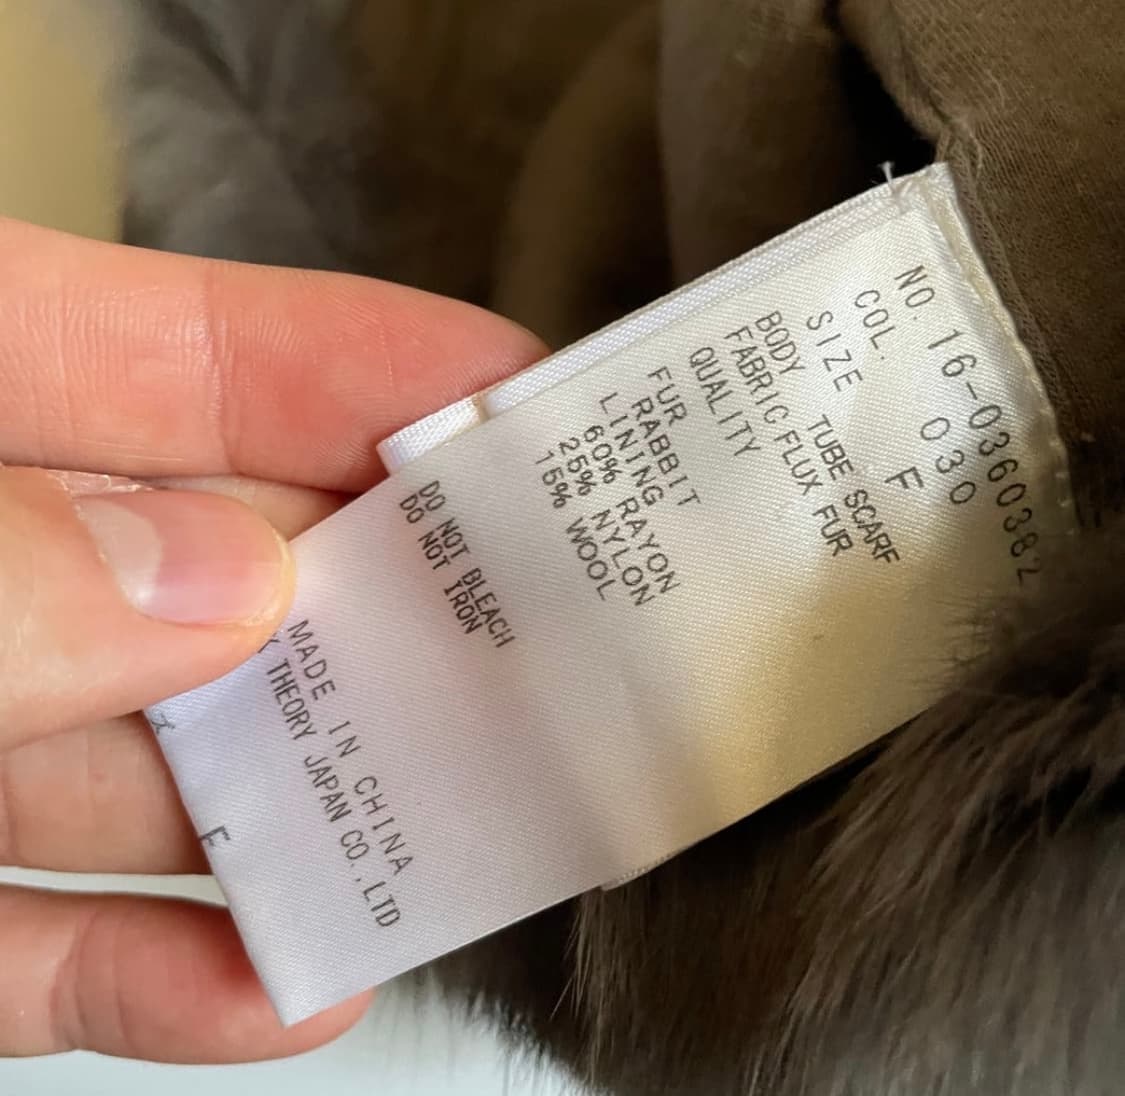 NO. 16-0360382
COL. 030
SIZE F
BODY TUBE SCARF
FABRIC FLUX FUR
QUALITY
FUR
RABBIT
LINING
60% RAYON
25% NYLON
15% WOOL
DO NOT BLEACH
DO NOT IRON
MADE IN CHINA
THEORY JAPAN CO.,LTD
F